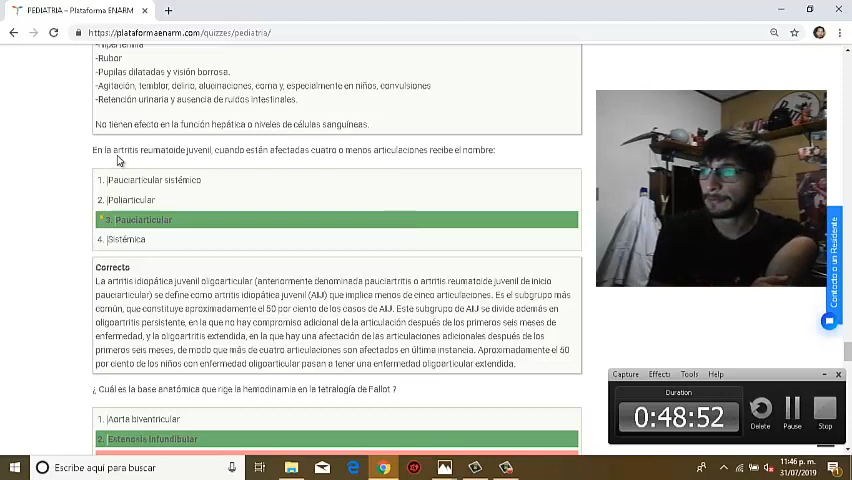 PEDIATRIA – Plataforma ENARM
https://plataformaenarm.com/quizzes/pediatria/
-Hipertermia
-Rubor
-Pupilas dilatadas y visión borrosa.
-Agitación, temblor, delirio, alucinaciones, coma y, especialmente en niños, convulsiones
-Retención urinaria y ausencia de ruidos intestinales.
No tienen efecto en la función hepática o niveles de células sanguíneas.
En la artritis reumatoide juvenil, cuando están afectadas cuatro o menos articulaciones recibe el nombre:
1. Pauciarticular sistémico
2. Poliarticular
3. Pauciarticular
4. Sistémica
Correcto
La artritis idiopática juvenil oligoarticular (anteriormente denominada pauciartritis o artritis reumatoide juvenil de inicio
pauciarticular) se define como artritis idiopática juvenil (AIJ) que implica menos de cinco articulaciones. Es el subgrupo más
común, que constituye aproximadamente el 50 por ciento de los casos de AIJ. Este subgrupo de AIJ se divide además en
oligoartritis persistente, en la que no hay compromiso adicional de la articulación después de los primeros seis meses de
enfermedad, y la oligoartritis extendida, en la que hay una afectación de las articulaciones adicionales después de los
primeros seis meses, de modo que más de cuatro articulaciones son afectados en última instancia. Aproximadamente el 50
por ciento de los niños con enfermedad oligoarticular pasan a tener una enfermedad oligoarticular extendida.
¿ Cuál es la base anatómica que rige la hemodinamia en la tetralogía de Fallot ?
1. Aorta biventricular
2. Estenosis infundibular
Contacto a un Residente
Capture Effects Tools Help
Duration
0:48:52
Delete Pause Stop
Escribe aquí para buscar
11:46 p. m.
31/07/2019